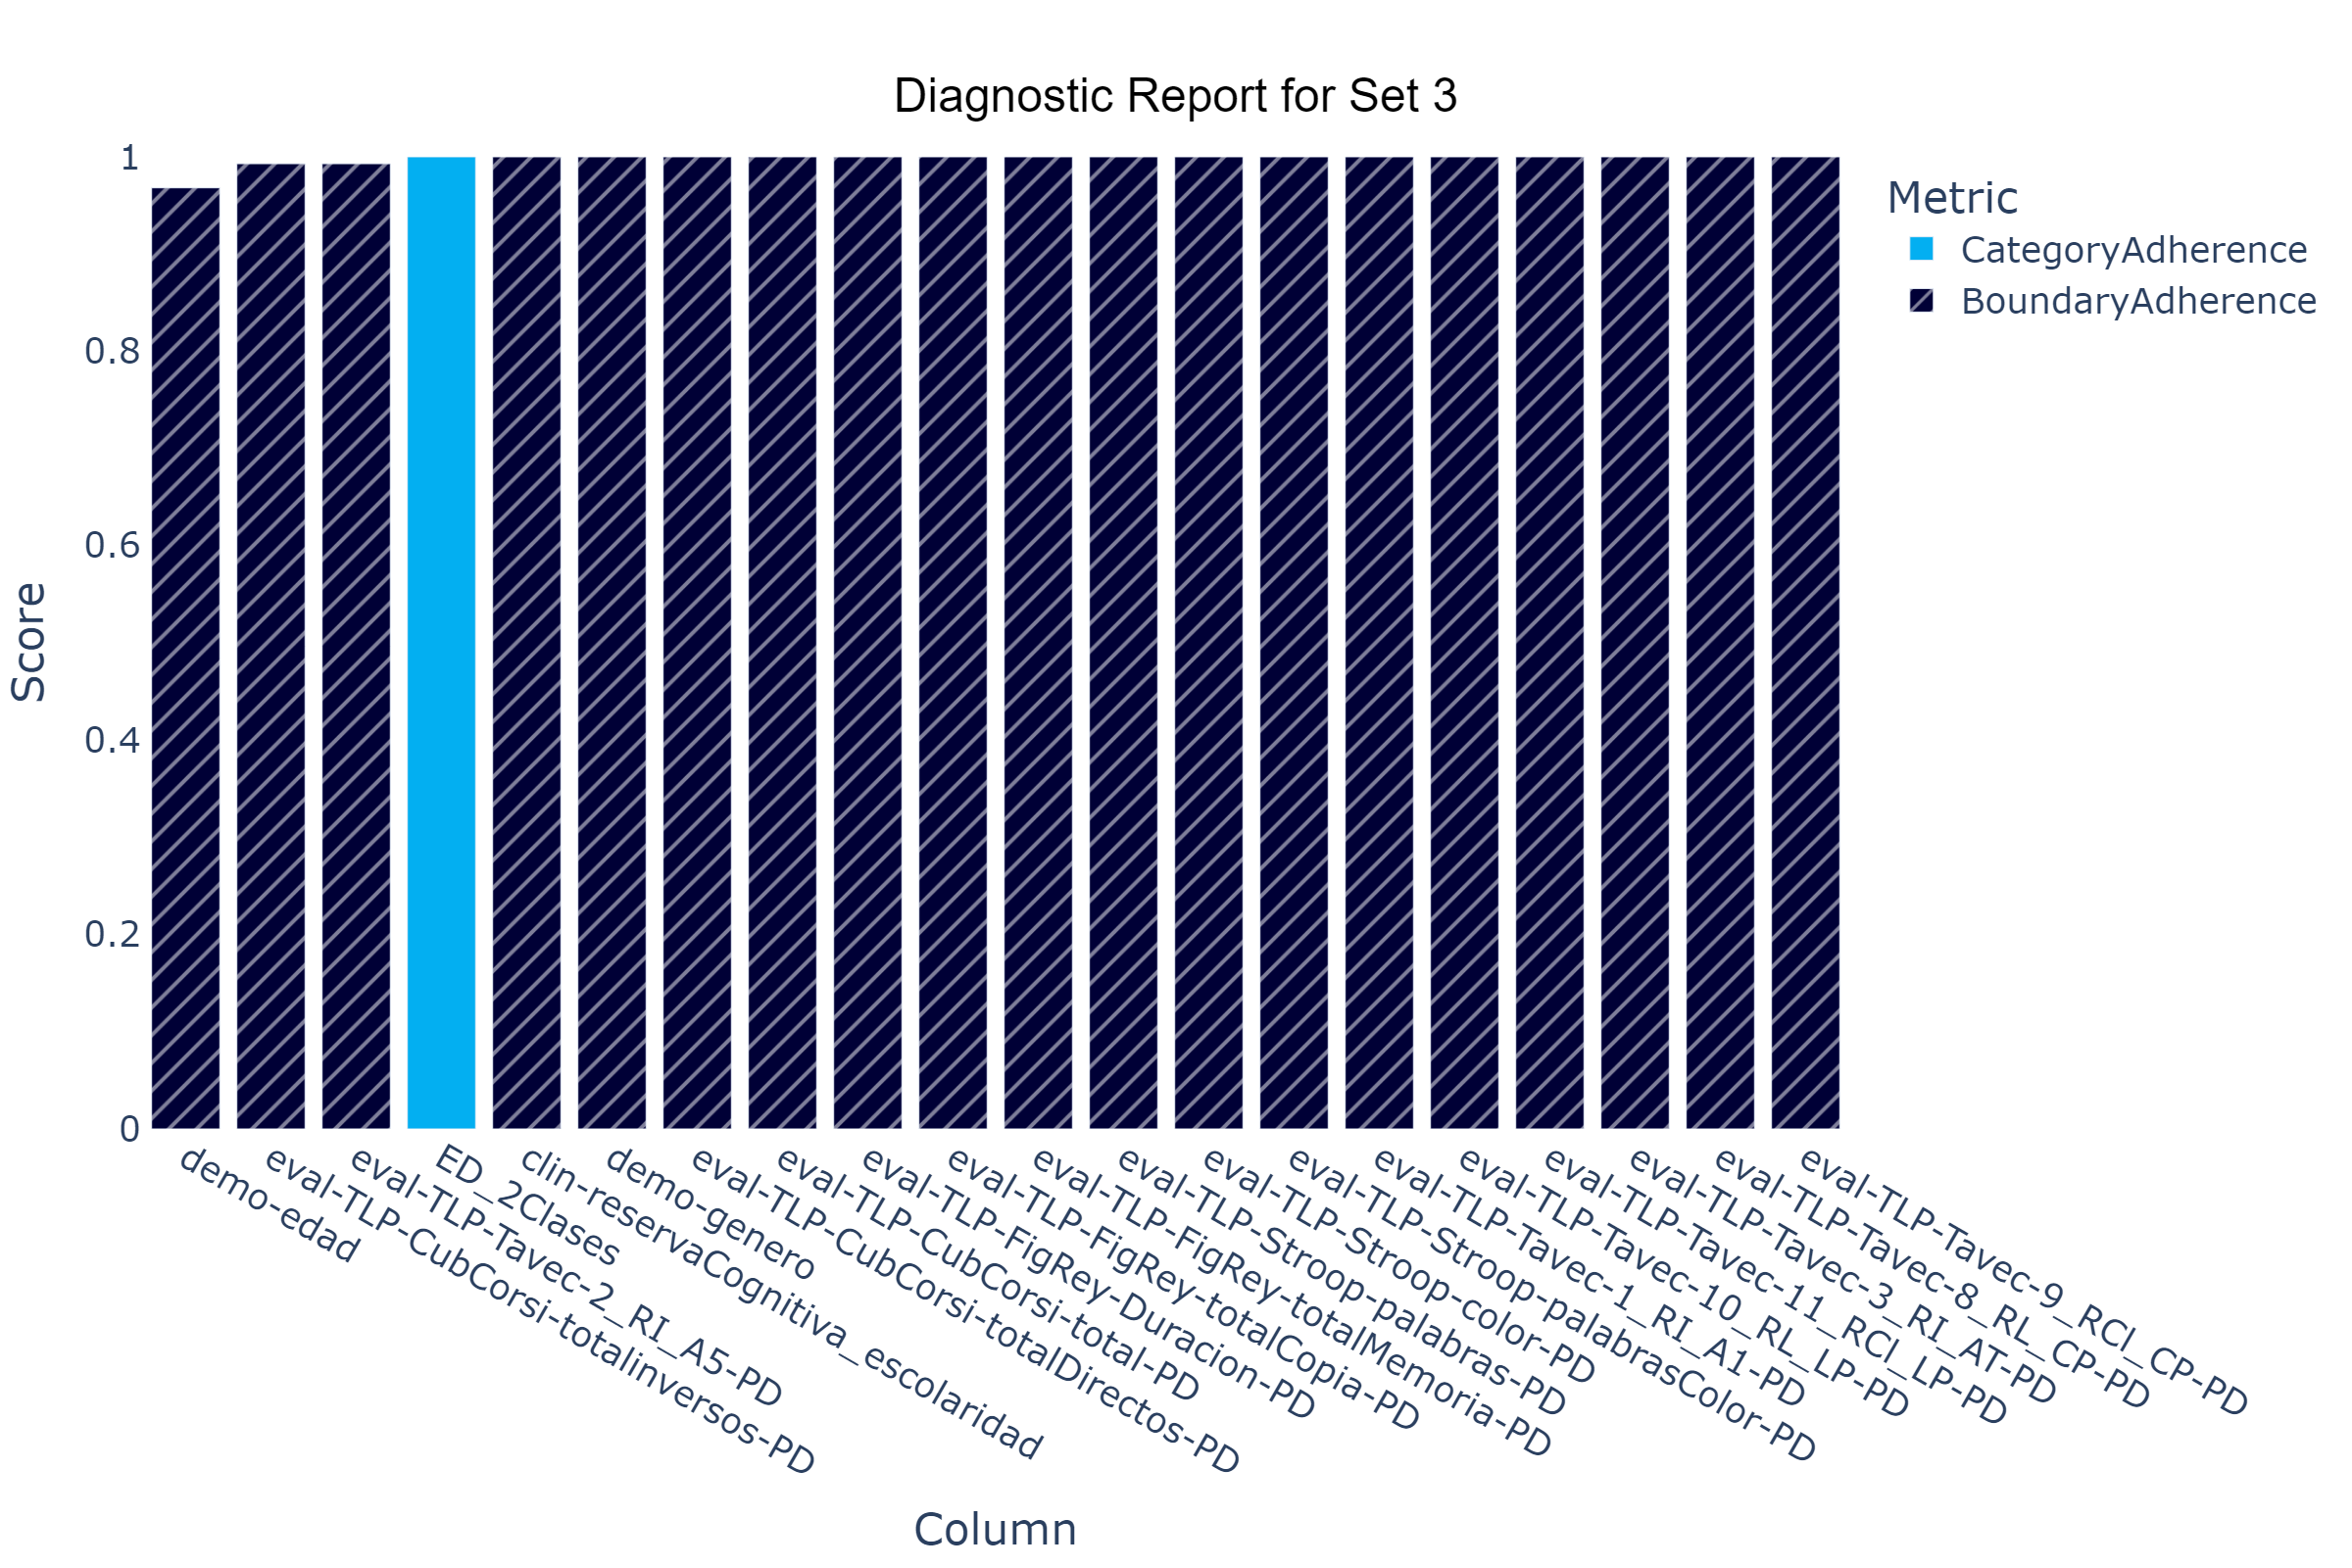 Diagnostic Report for Set 3
Metric
CategoryAdherence
BoundaryAdherence
Score
1
0.8
0.6
0.4
0.2
0
demo-edad
eval-TLP-CubCorsi-totalinversos-PD
eval-TLP-Tavec-2_RI_A5-PD
ED_2Clases
clin-reservaCognitiva_escolaridad
demo-genero
eval-TLP-CubCorsi-totalDirectos-PD
eval-TLP-CubCorsi-total-PD
eval-TLP-FigRey-Duracion-PD
eval-TLP-FigRey-totalCopia-PD
eval-TLP-FigRey-totalMemoria-PD
eval-TLP-Stroop-palabras-PD
eval-TLP-Stroop-color-PD
eval-TLP-Stroop-palabrasColor-PD
eval-TLP-Tavec-1_RI_A1-PD
eval-TLP-Tavec-10_RL_LP-PD
eval-TLP-Tavec-11_RCl_LP-PD
eval-TLP-Tavec-3_RI_AT-PD
eval-TLP-Tavec-8_RL_CP-PD
eval-TLP-Tavec-9_RCl_CP-PD
Column